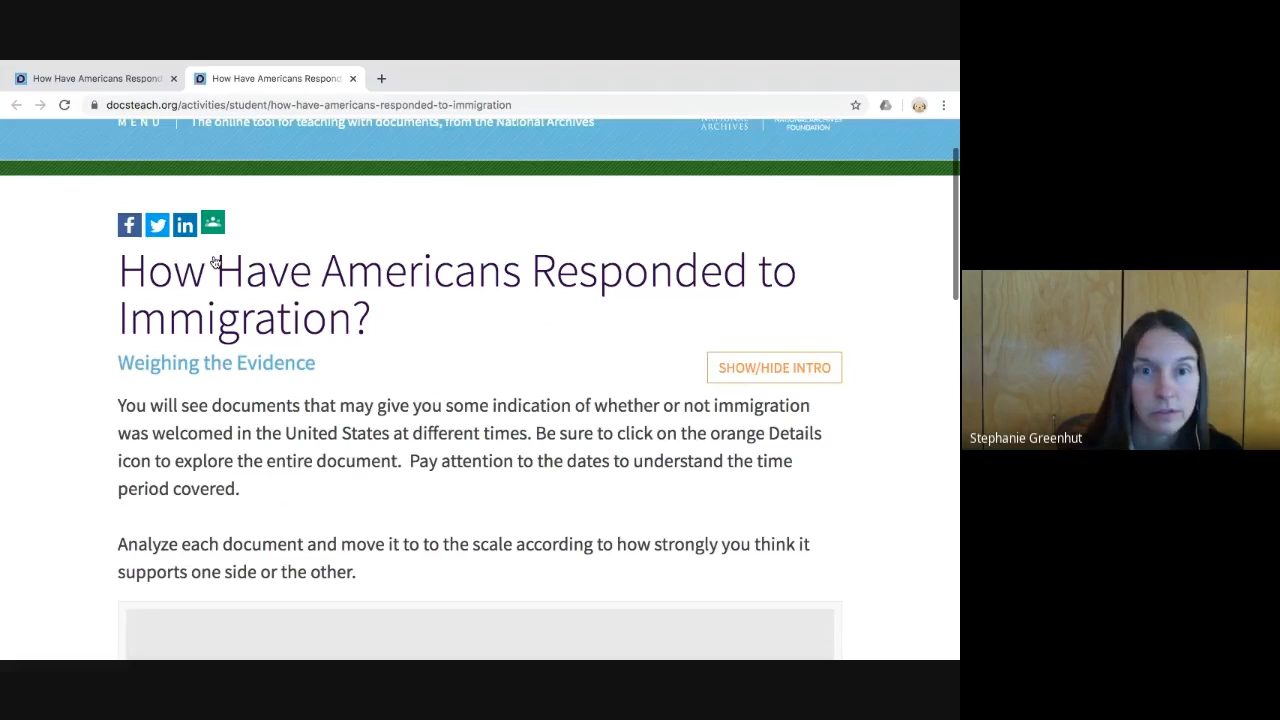 How Have Americans Respond
How Have Americans Respond
docsteach.org/activities/student/how-have-americans-responded-to-immigration
MENU
The online tool for teaching with documents, from the National Archives
NATIONAL
ARCHIVES
NATIONAL ARCHIVES
FOUNDATION
How Have Americans Responded to
Immigration?
Weighing the Evidence
SHOW/HIDE INTRO
You will see documents that may give you some indication of whether or not immigration
was welcomed in the United States at different times. Be sure to click on the orange Details
icon to explore the entire document. Pay attention to the dates to understand the time
period covered.
Analyze each document and move it to to the scale according to how strongly you think it
supports one side or the other.
Stephanie Greenhut